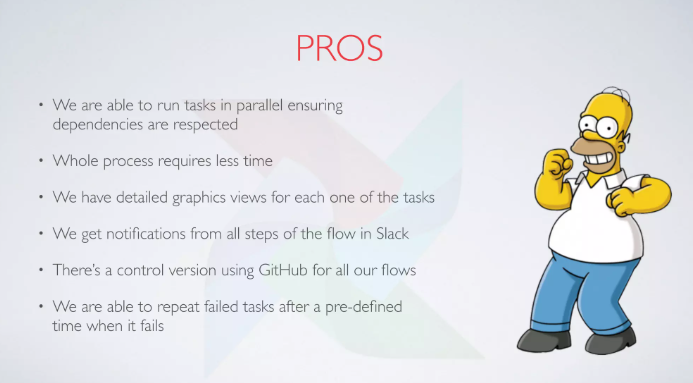 PROS
• We are able to run tasks in parallel ensuring
dependencies are respected
• Whole process requires less time
• We have detailed graphics views for each one of the tasks
• We get notifications from all steps of the flow in Slack
• There's a control version using GitHub for all our flows
• We are able to repeat failed tasks after a pre-defined
time when it fails